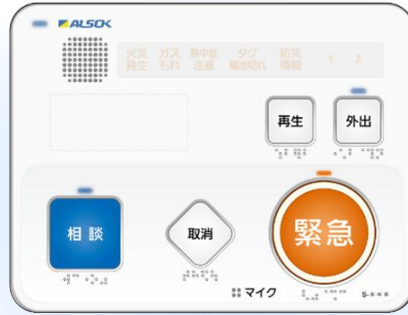 ALSOK
火災 ガス 熱中症 タグ 防災
発生 もれ 注意 電池切れ 情報 1 2
再生 外出
相談 取消 緊急
マイク